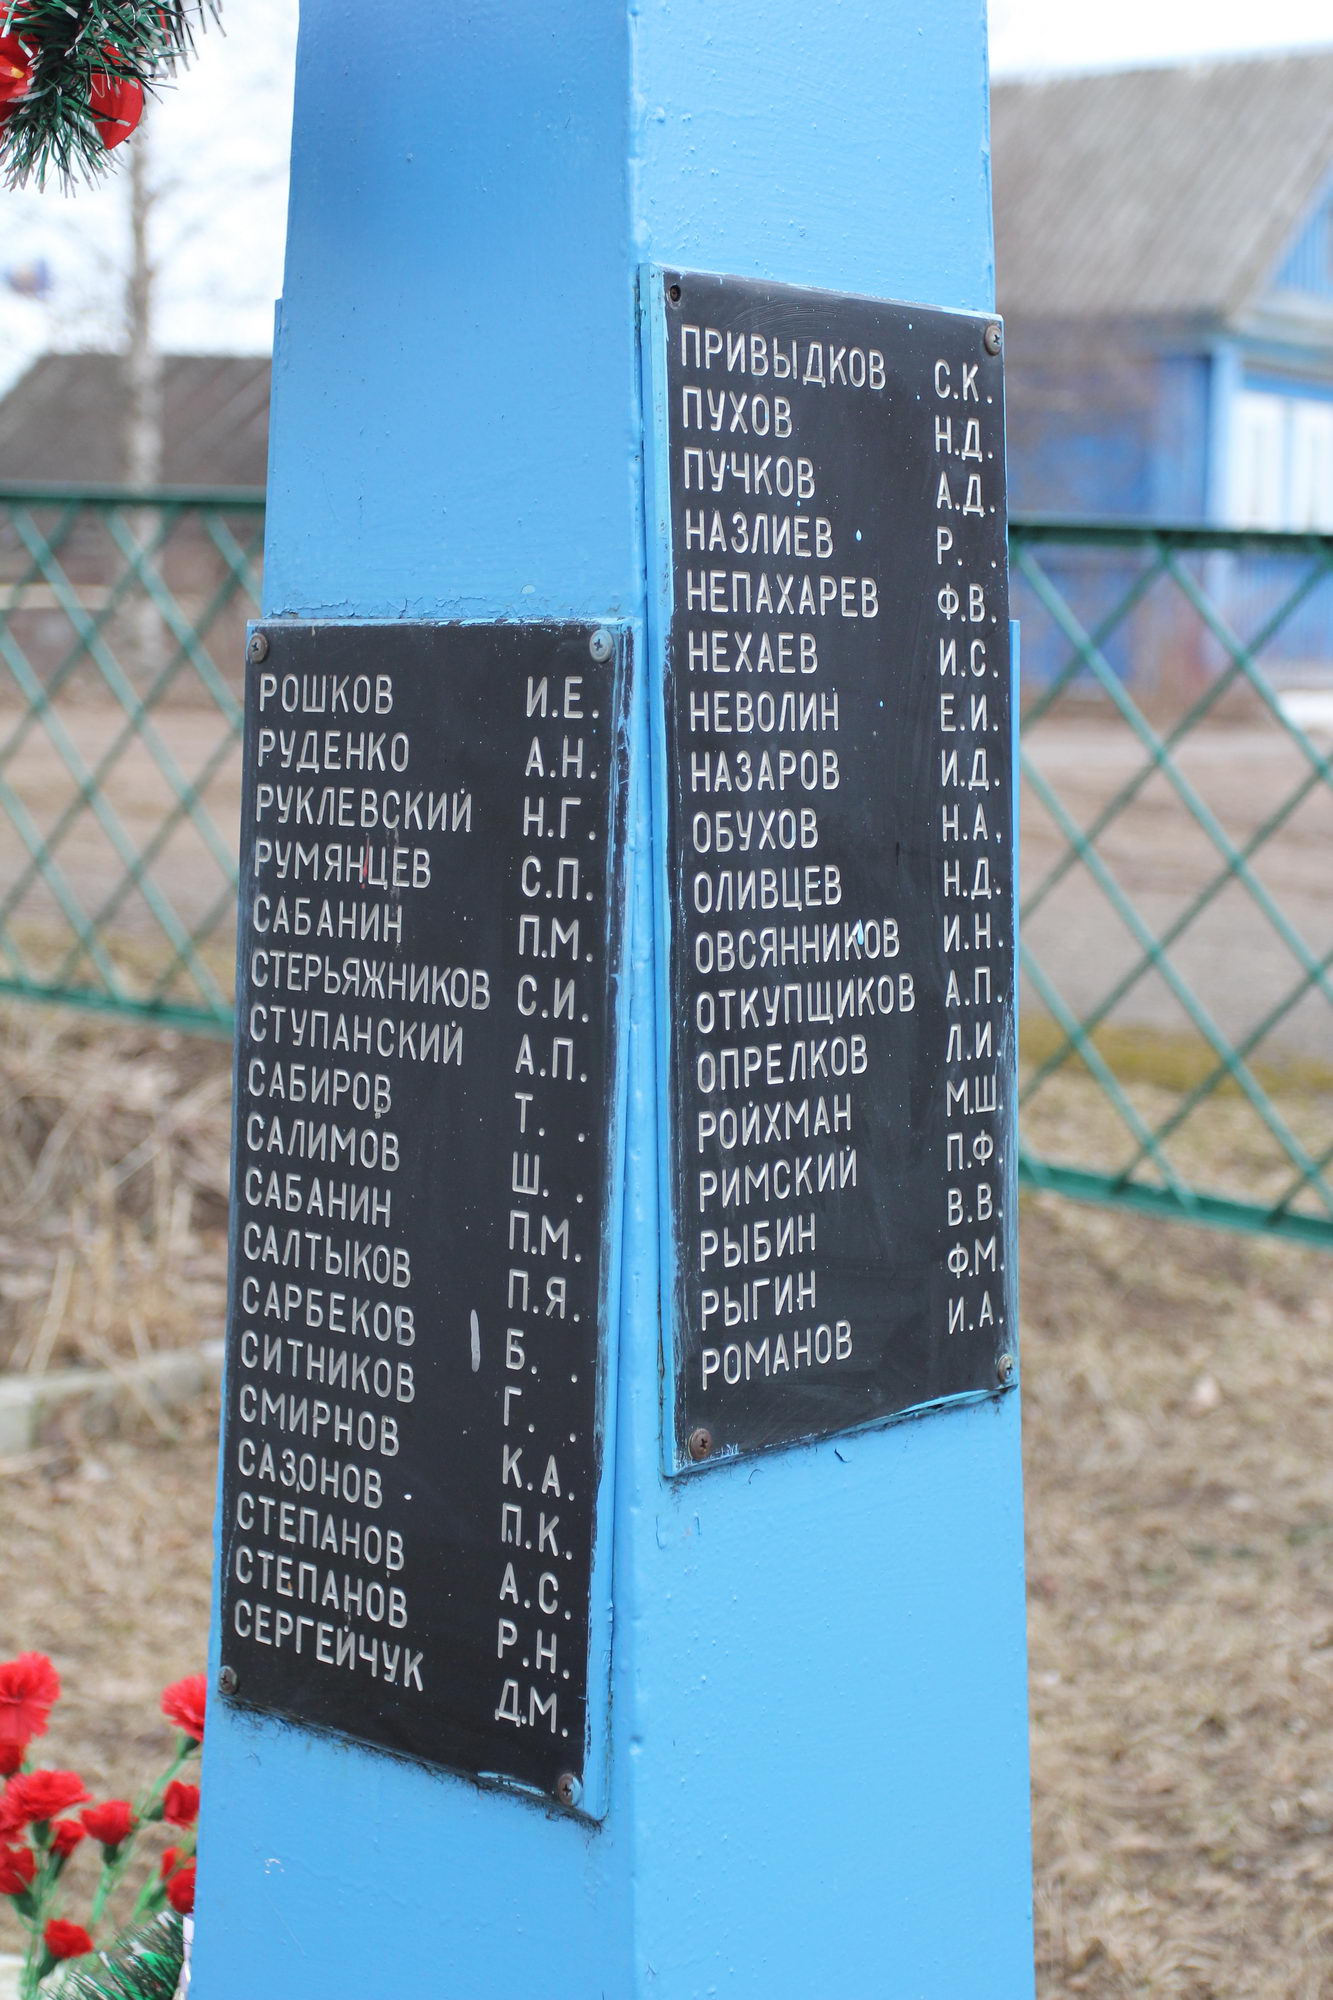 РОШКОВ И.Е.
РУДЕНКО А.Н.
РУКЛЕВСКИЙ Н.Г.
РУМЯНЦЕВ С.П.
САБАНИН П.М.
СТЕРЬЯЖНИКОВ С.И.
СТУПАНСКИЙ А.П.
САБИРОВ Т. .
САЛИМОВ Ш. .
САБАНИН П.М.
САЛТЫКОВ П.Я.
САРБЕКОВ Б. .
СИТНИКОВ Г. .
СМИРНОВ К.А.
САЗОНОВ П.К.
СТЕПАНОВ А.С.
СТЕПАНОВ Р.Н.
СЕРГЕЙЧУК Д.М.
ПРИВЫДКОВ С.К.
ПУХОВ Н.Д.
ПУЧКОВ А.Д.
НАЗЛИЕВ Р. .
НЕПАХАРЕВ Ф.В.
НЕХАЕВ И.С.
НЕВОЛИН Е.И.
НАЗАРОВ И.Д.
ОБУХОВ Н.А.
ОЛИВЦЕВ Н.Д.
ОВСЯННИКОВ И.Н.
ОТКУПЩИКОВ А.П.
ОПРЕЛКОВ Л.И.
РОЙХМАН М.Ш.
РИМСКИЙ П.Ф.
РЫБИН В.В.
РЫГИН Ф.М.
РОМАНОВ И.А.